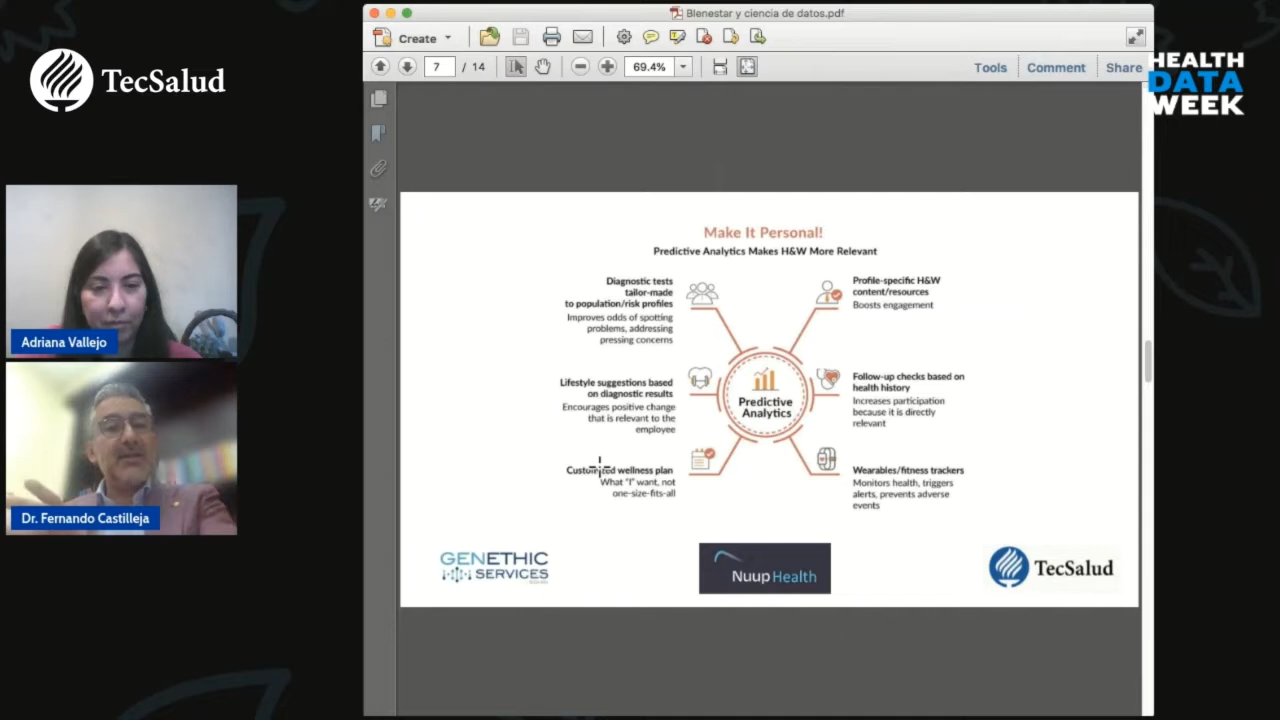 TecSalud
Adriana Vallejo
Dr. Fernando Castilleja
Bienestar y ciencia de datos.pdf
Create
7 / 14
69.4%
Tools
Comment
Share
HEALTH
DATA
WEEK
Make It Personal!
Predictive Analytics Makes H&W More Relevant
Diagnostic tests
tailor-made
to population/risk profiles
Improves odds of spotting
problems, addressing
pressing concerns
Lifestyle suggestions based
on diagnostic results
Encourages positive change
that is relevant to the
employee
Customized wellness plan
What "I" want, not
one-size-fits-all
Predictive
Analytics
Profile-specific H&W
content/resources
Boosts engagement
Follow-up checks based on
health history
Increases participation
because it is directly
relevant
Wearables/fitness trackers
Monitors health, triggers
alerts, prevents adverse
events
GENETHIC
SERVICES
Nuup Health
TecSalud